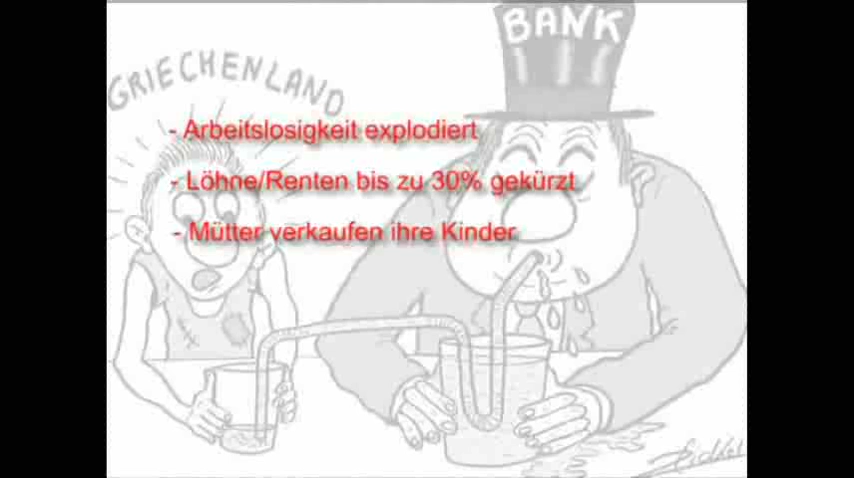 BANK
GRIECHENLAND
- Arbeitslosigkeit explodiert
- Löhne/Renten bis zu 30% gekürzt
- Mütter verkaufen ihre Kinder